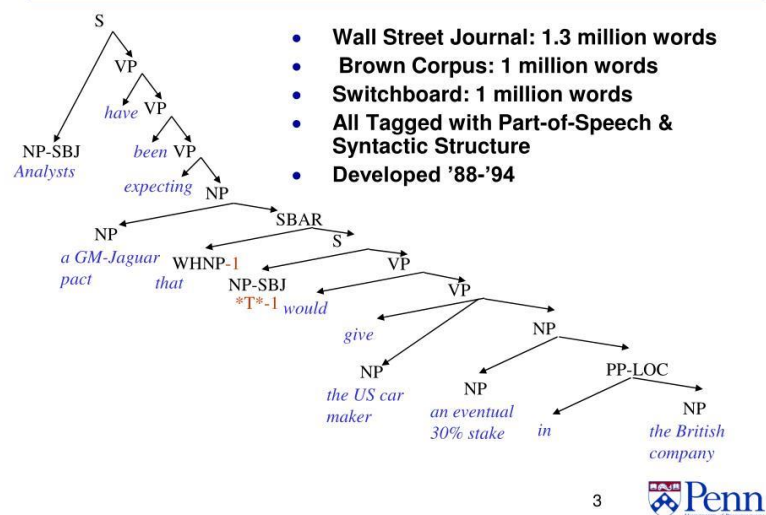 S
• Wall Street Journal: 1.3 million words
• Brown Corpus: 1 million words
• Switchboard: 1 million words
• All Tagged with Part-of-Speech &
Syntactic Structure
• Developed ’88-’94
VP
have VP
NP-SBJ
Analysts
been VP
expecting
NP
SBAR
NP
a GM-Jaguar
pact
WHNP-1
that
S
NP-SBJ
*T*-1
VP
would
VP
give
NP
NP
the US car
maker
PP-LOC
NP
an eventual
30% stake
in
NP
the British
company
3
Penn